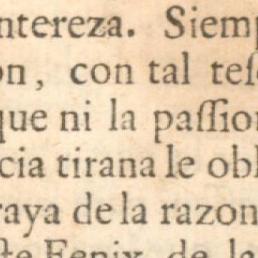 ntereza. Siemp
on, con tal teſ
que ni la paſſion
cia tirana le obl
raya de la razon
ſte Fenix de la